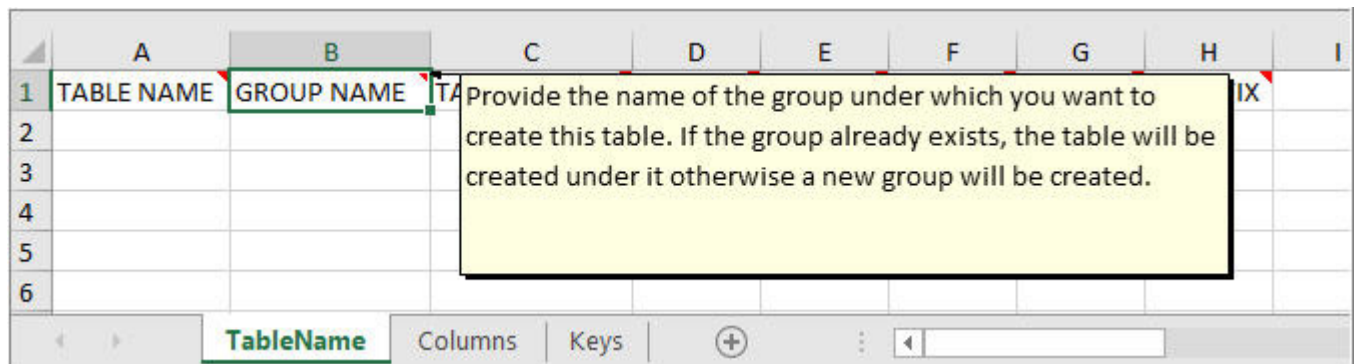 A B C D E F G H I
1 TABLE NAME GROUP NAME TA IX
Provide the name of the group under which you want to
create this table. If the group already exists, the table will be
created under it otherwise a new group will be created.
2
3
4
5
6
TableName Columns Keys